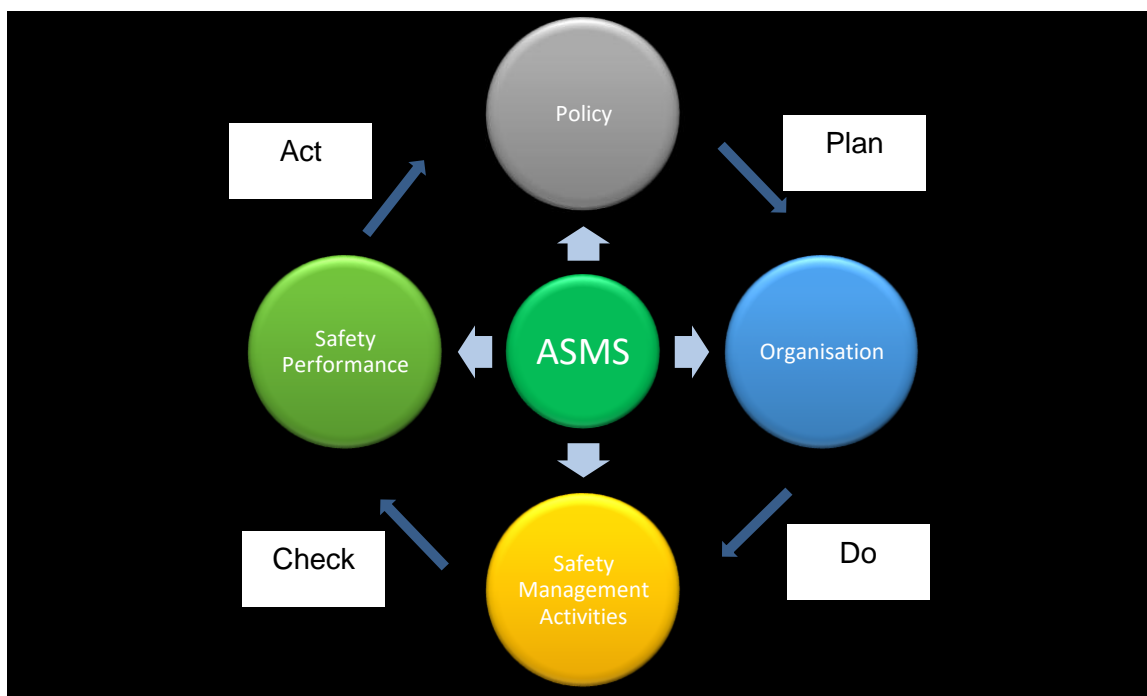 Policy
Act
Plan
Safety
Performance
ASMS
Organisation
Check
Do
Safety
Management
Activities